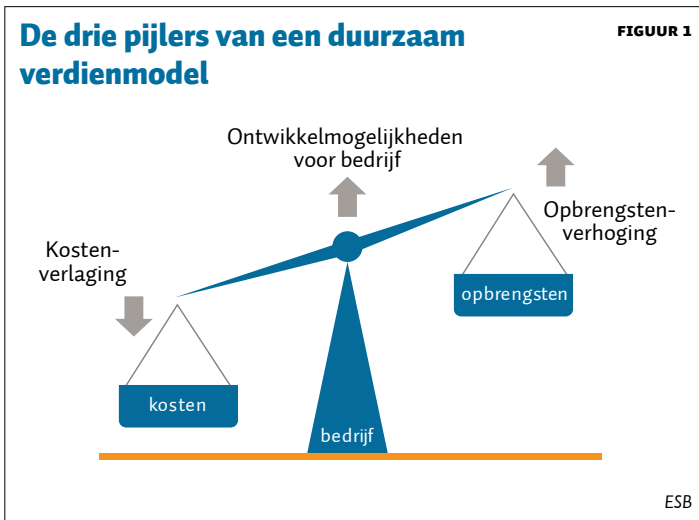 De drie pijlers van een duurzaam
verdienmodel
FIGUUR 1
Ontwikkelmogelijkheden
voor bedrijf
Opbrengsten-
verhoging
Kosten-
verlaging
opbrengsten
kosten
bedrijf
ESB